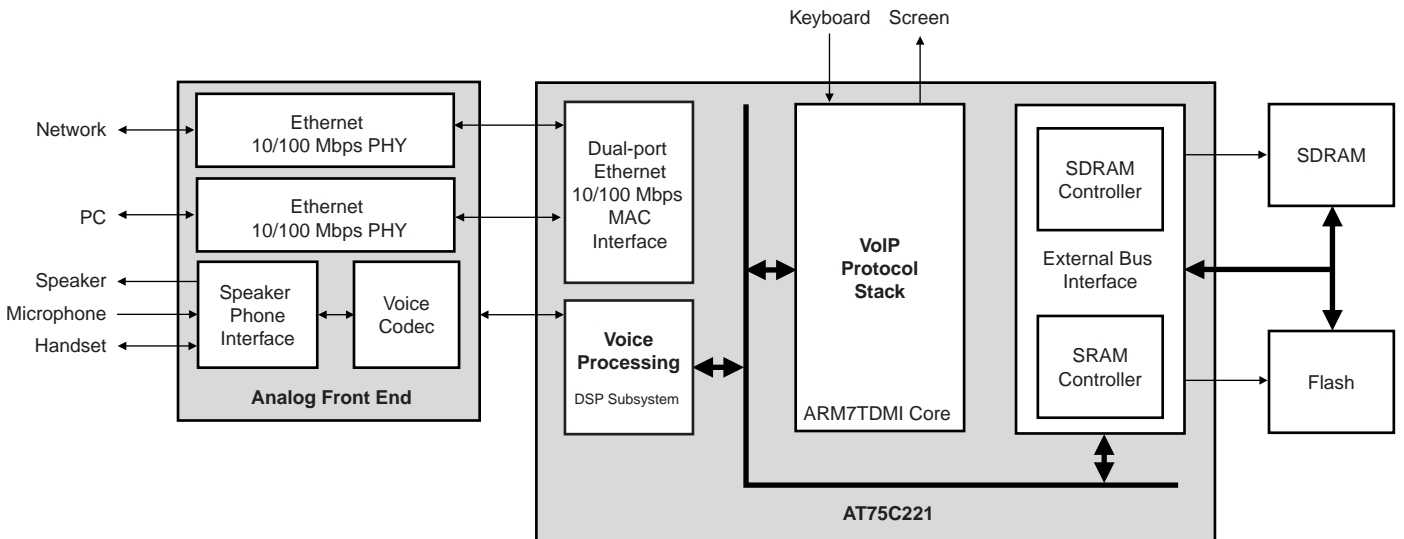 Keyboard
Screen
Network
Ethernet
10/100 Mbps PHY
PC
Ethernet
10/100 Mbps PHY
Speaker
Microphone
Handset
Speaker
Phone
Interface
Voice
Codec
Analog Front End
Dual-port
Ethernet
10/100 Mbps
MAC
Interface
Voice
Processing
DSP Subsystem
VoIP
Protocol
Stack
ARM7TDMI Core
SDRAM
Controller
External Bus
Interface
SRAM
Controller
SDRAM
Flash
AT75C221